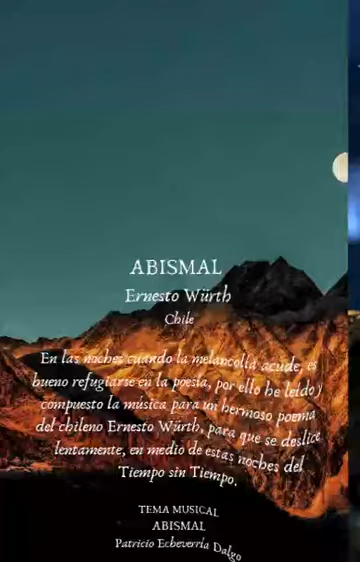 ABISMAL
Ernesto Würth
Chile
En las noches cuando la melancolía acude, es
bueno refugiarse en la poesía, por ello he leído y
compuesto la música para un hermoso poema
del chileno Ernesto Würth, para que se deslice
lentamente, en medio de estas noches del
Tiempo sin Tiempo.
TEMA MUSICAL
ABISMAL
Patricio Echeverría Dalgo